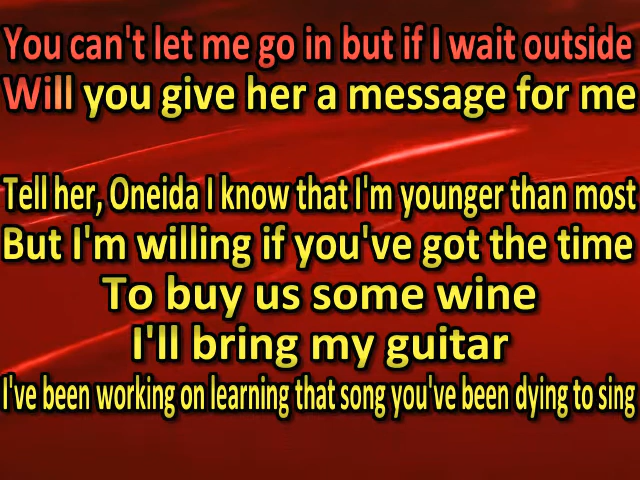 You can't let me go in but if I wait outside
Will you give her a message for me
Tell her, Oneida I know that I'm younger than most
But I'm willing if you've got the time
To buy us some wine
I'll bring my guitar
I've been working on learning that song you've been dying to sing